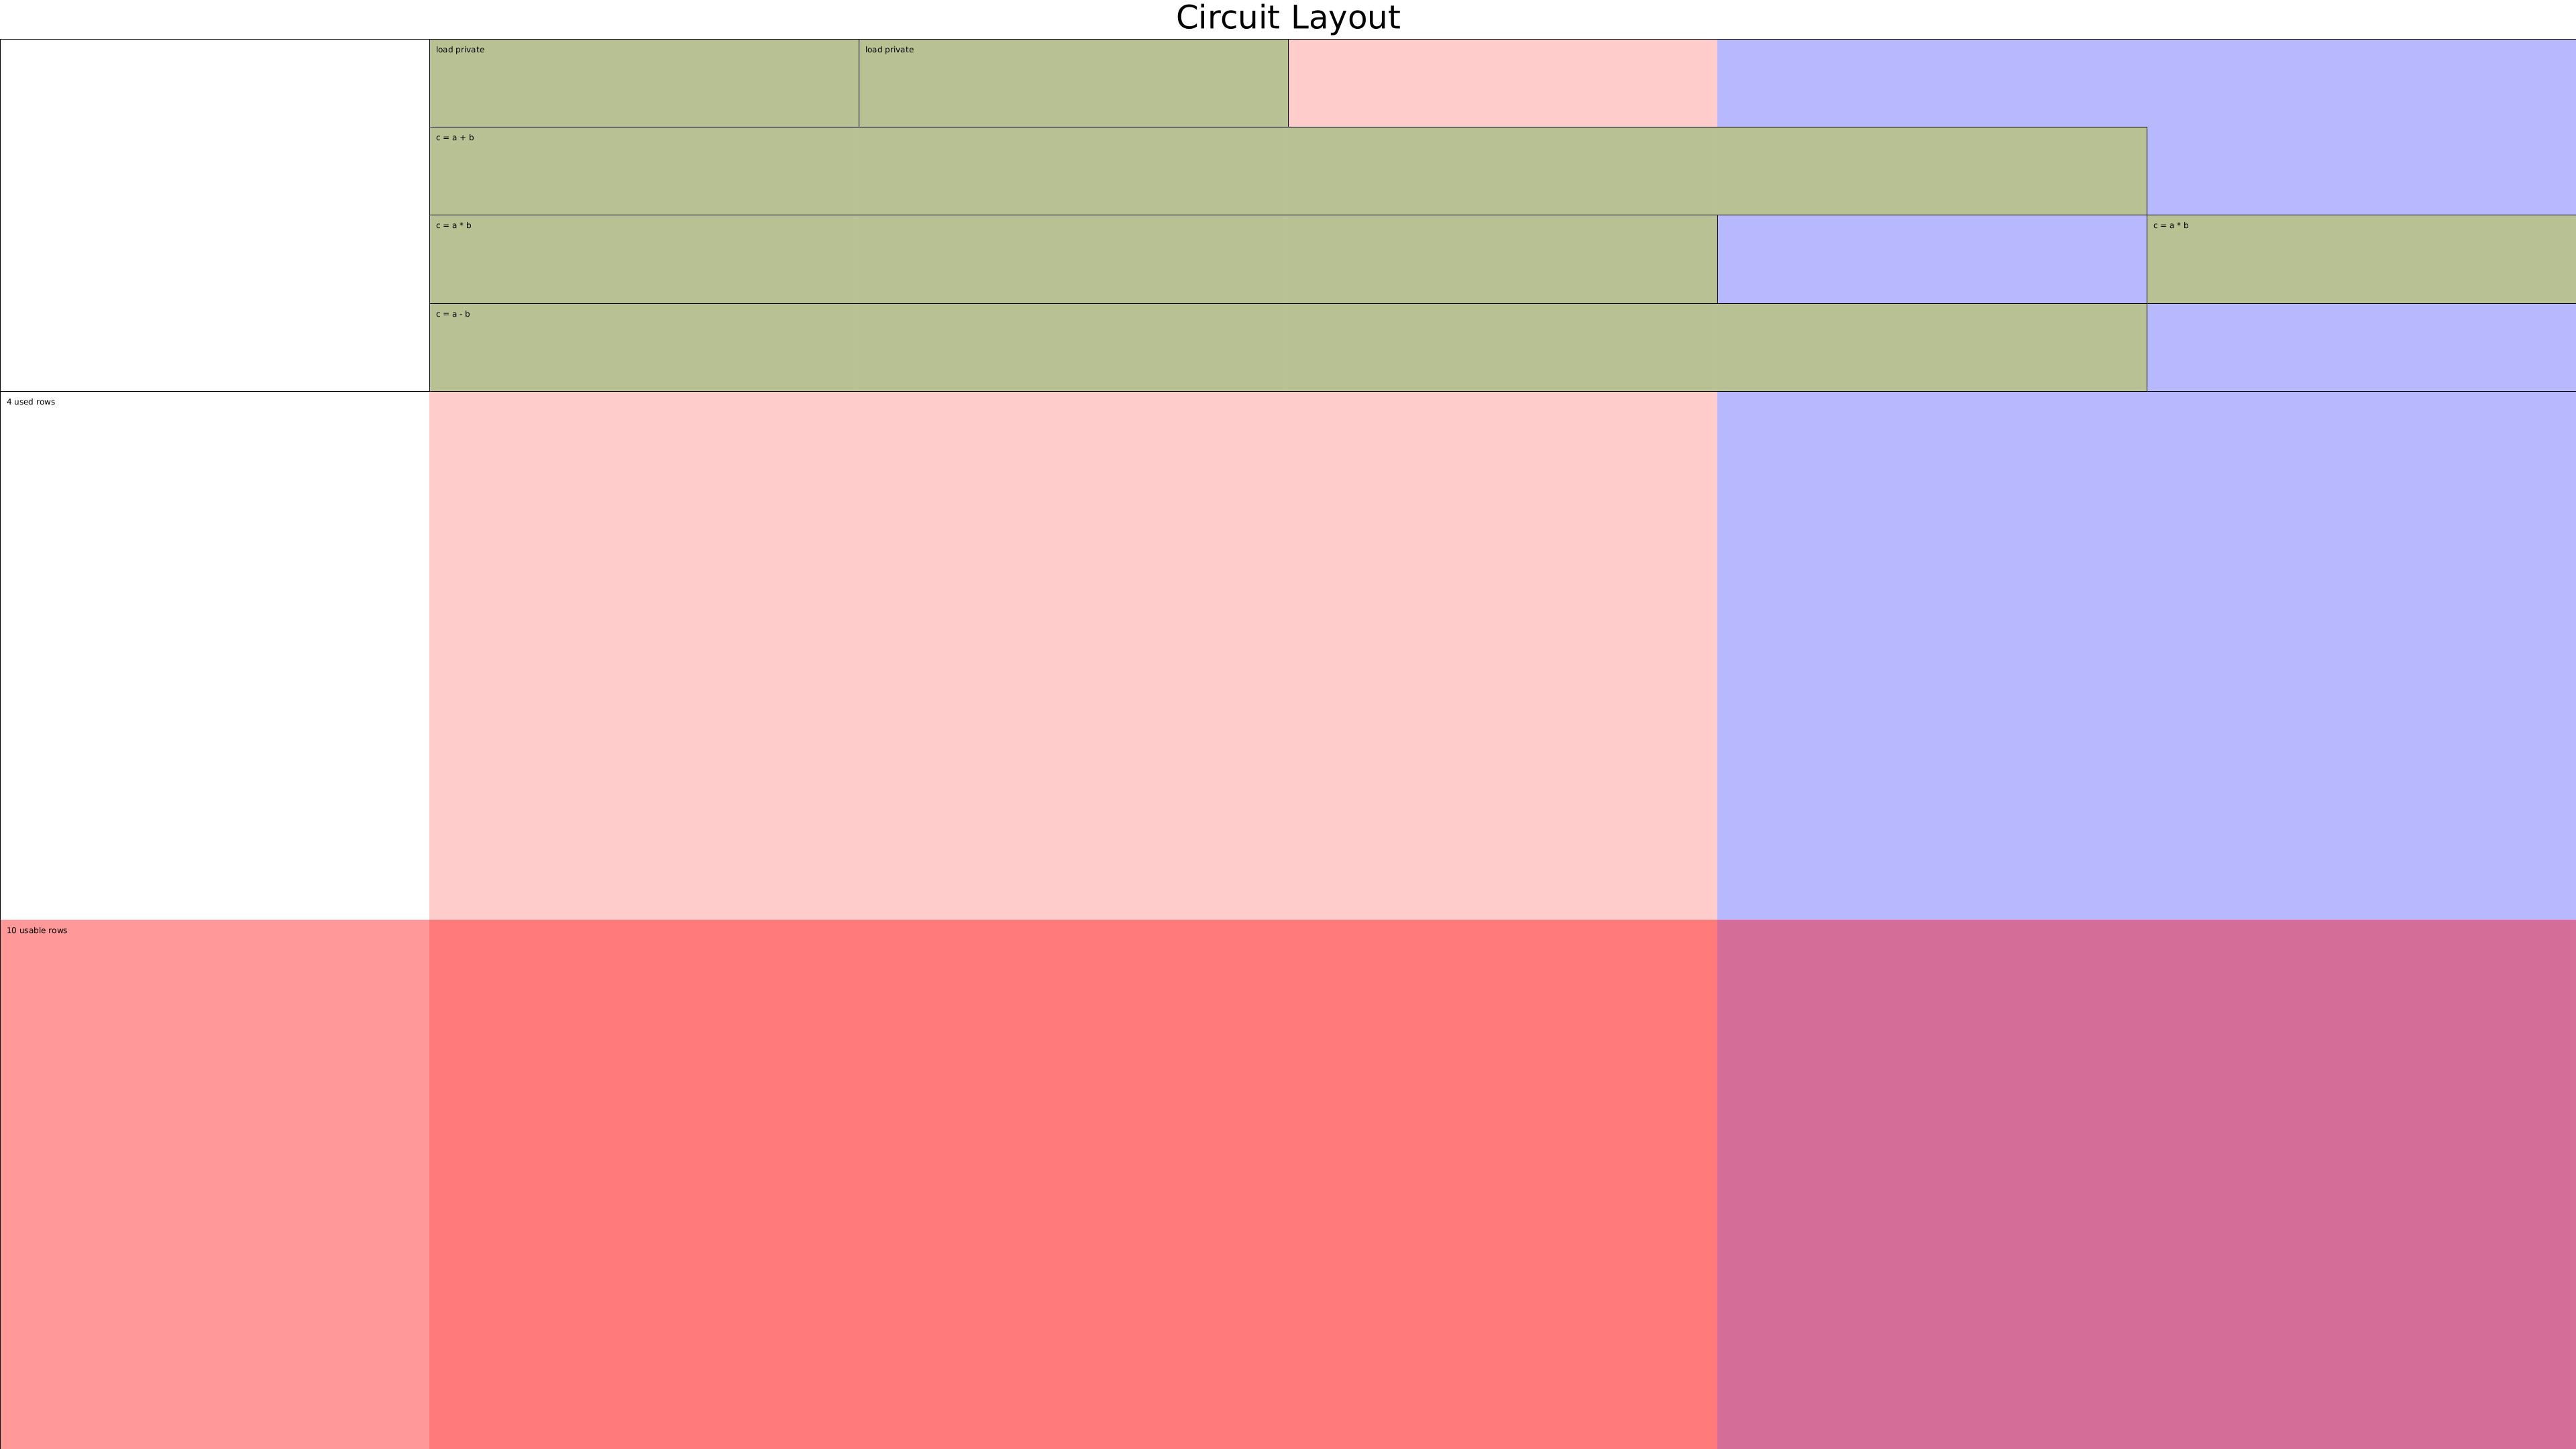 Circuit Layout
load private
load private
c = a + b
c = a * b
c = a * b
c = a - b
4 used rows
10 usable rows